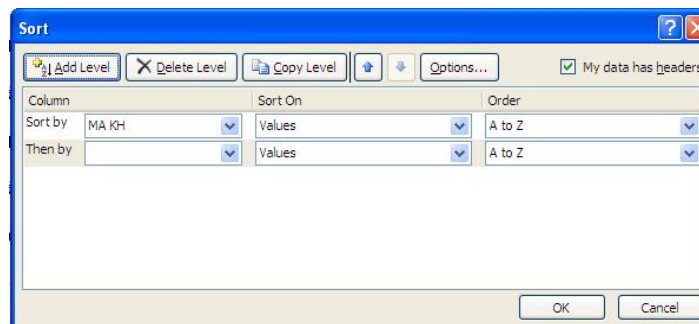 Sort
Add Level Delete Level Copy Level Options... My data has headers
Column Sort On Order
Sort by MA KH Values A to Z
Then by Values A to Z
OK Cancel